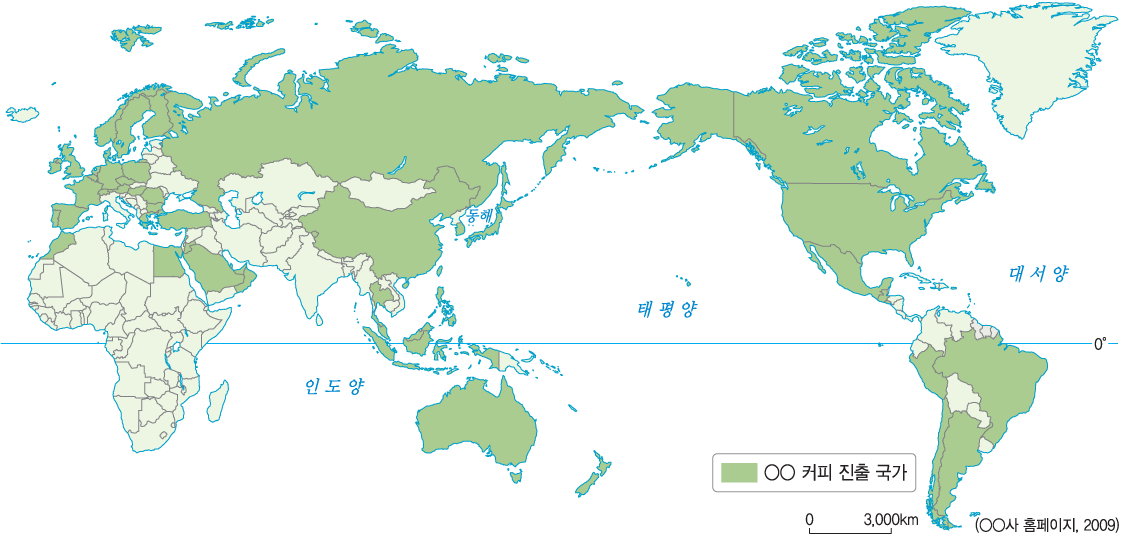 동해
대서양
태평양
0°
인도양
○○ 커피 진출 국가
0 3,000km
(○○사 홈페이지, 2009)